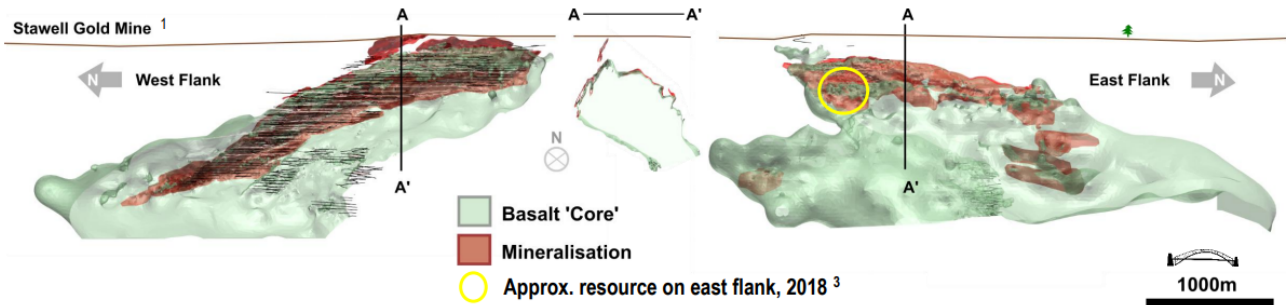 Stawell Gold Mine 1
A
A
A'
A
N
West Flank
East Flank
N
N
A'
A'
Basalt 'Core'
Mineralisation
Approx. resource on east flank, 2018 3
1000m